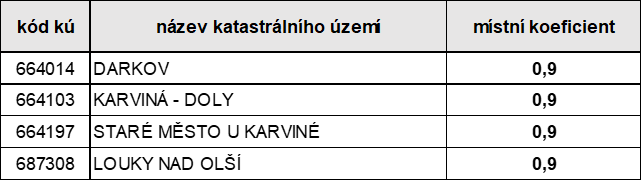 kód kú název katastrálního území místní koeficient
664014 DARKOV 0,9
664103 KARVINÁ - DOLY 0,9
664197 STARÉ MĚSTO U KARVINÉ 0,9
687308 LOUKY NAD OLŠÍ 0,9